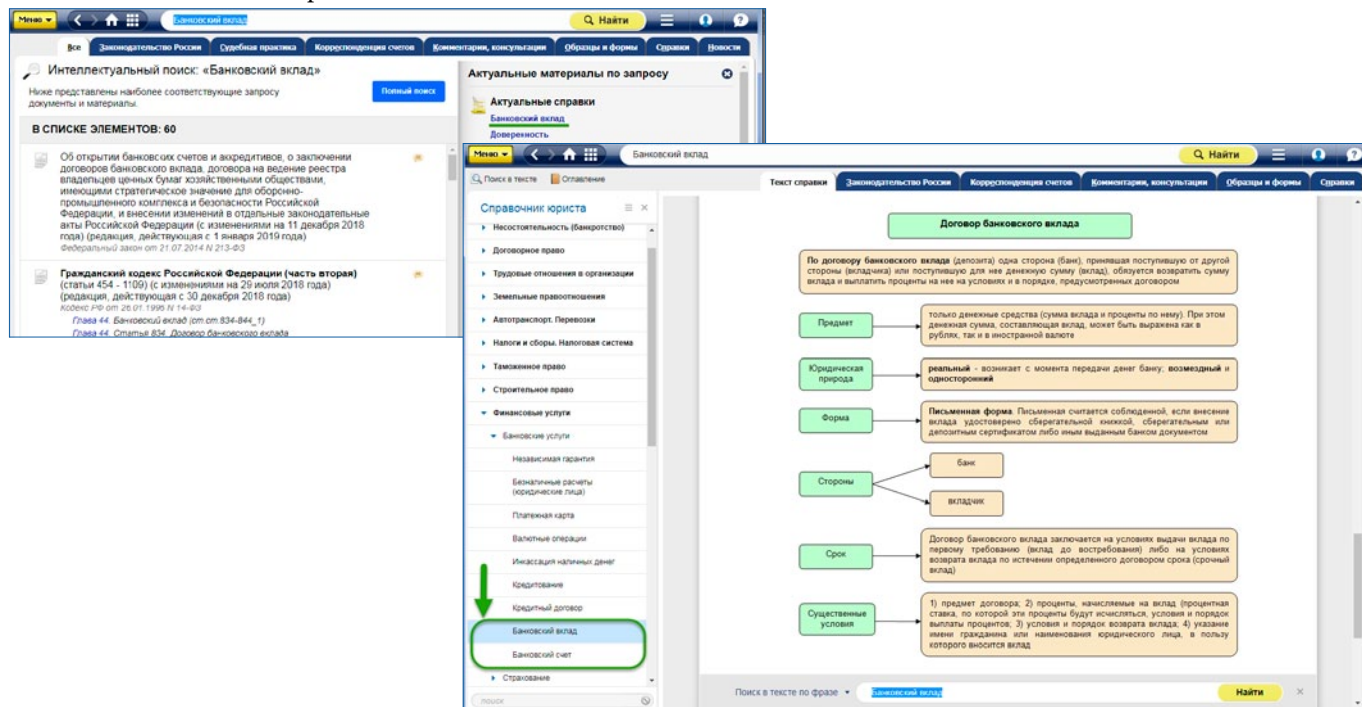 Меню
Банковский вклад
Найти
?
Все
Законодательство России
Судебная практика
Корреспонденция счетов
Комментарии, консультации
Образцы и формы
Справки
Новости
Интеллектуальный поиск: «Банковский вклад»
Ниже представлены наиболее соответствующие запросу
документы и материалы.
Полный поиск
В СПИСКЕ ЭЛЕМЕНТОВ: 60
Об открытии банковских счетов и аккредитивов, о заключении
договоров банковского вклада, договора на ведение реестра
владельцев ценных бумаг хозяйственными обществами,
имеющими стратегическое значение для оборонно-
промышленного комплекса и безопасности Российской
Федерации, и внесении изменений в отдельные законодательные
акты Российской Федерации (с изменениями на 11 декабря 2018
года) (редакция, действующая с 1 января 2019 года)
Федеральный закон от 21.07.2014 N 213-ФЗ
Гражданский кодекс Российской Федерации (часть вторая)
(статьи 454 - 1109) (с изменениями на 29 июля 2018 года)
(редакция, действующая с 30 декабря 2018 года)
Кодекс РФ от 26.01.1996 N 14-ФЗ
Глава 44. Банковский вклад (ст.ст.834-844_1)
Глава 44. Статья 834. Договор банковского вклада
Актуальные материалы по запросу
Актуальные справки
Банковский вклад
Доверенность
Меню
Банковский вклад
Найти
?
Поиск в тексте
Оглавление
Текст справки
Законодательство России
Корреспонденция счетов
Комментарии, консультации
Образцы и формы
Справки
Справочник юриста
Несостоятельность (банкротство)
Договорное право
Трудовые отношения в организации
Земельные правоотношения
Автотранспорт. Перевозки
Налоги и сборы. Налоговая система
Таможенное право
Строительное право
Финансовые услуги
Банковские услуги
Независимая гарантия
Безналичные расчеты
(юридические лица)
Платежная карта
Валютные операции
Инкассация наличных денег
Кредитование
Кредитный договор
Банковский вклад
Банковский счет
Страхование
поиск
Договор банковского вклада
По договору банковского вклада (депозита) одна сторона (банк), принявшая поступившую от другой
стороны (вкладчика) или поступившую для нее денежную сумму (вклад), обязуется возвратить сумму
вклада и выплатить проценты на нее на условиях и в порядке, предусмотренных договором
Предмет
только денежные средства (сумма вклада и проценты по нему). При этом
денежная сумма, составляющая вклад, может быть выражена как в
рублях, так и в иностранной валюте
Юридическая
природа
реальный - возникает с момента передачи денег банку; возмездный и
односторонний
Форма
Письменная форма. Письменная считается соблюденной, если внесение
вклада удостоверено сберегательной книжкой, сберегательным или
депозитным сертификатом либо иным выданным банком документом
Стороны
банк
вкладчик
Срок
Договор банковского вклада заключается на условиях выдачи вклада по
первому требованию (вклад до востребования) либо на условиях
возврата вклада по истечении определенного договором срока (срочный
вклад)
Существенные
условия
1) предмет договора; 2) проценты, начисляемые на вклад (процентная
ставка, по которой эти проценты будут исчисляться, условия и порядок
выплаты процентов; 3) условия и порядок возврата вклада; 4) указание
имени гражданина или наименования юридического лица, в пользу
которого вносится вклад
Поиск в тексте по фразе
Банковский вклад
Найти